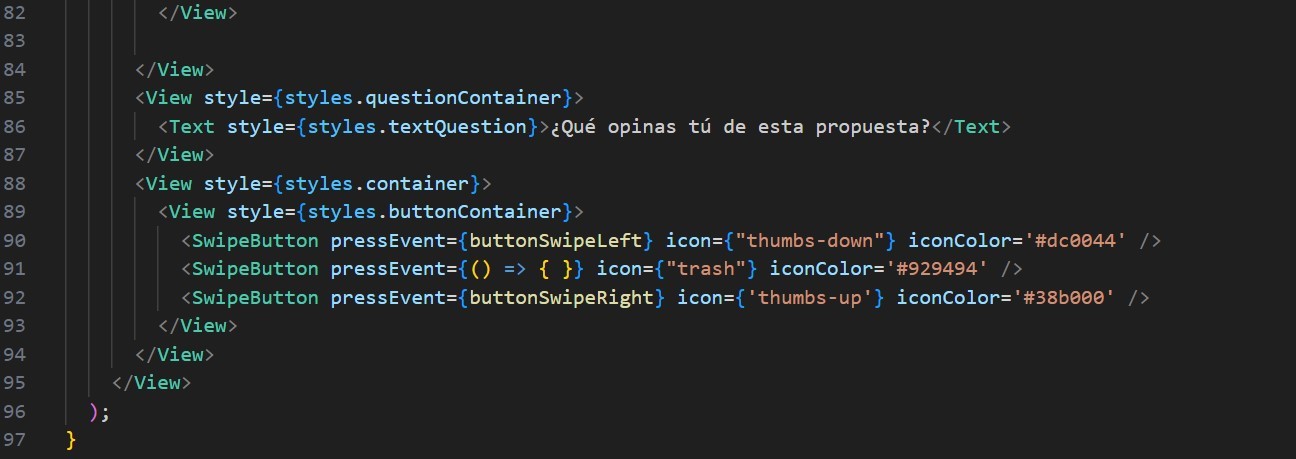 82 </View>
83
84 </View>
85 <View style={styles.questionContainer}>
86 <Text style={styles.textQuestion}>¿Qué opinas tú de esta propuesta?</Text>
87 </View>
88 <View style={styles.container}>
89 <View style={styles.buttonContainer}>
90 <SwipeButton pressEvent={buttonSwipeLeft} icon={"thumbs-down"} iconColor='#dc0044' />
91 <SwipeButton pressEvent={() => { }} icon={"trash"} iconColor='#929494' />
92 <SwipeButton pressEvent={buttonSwipeRight} icon={'thumbs-up'} iconColor='#38b000' />
93 </View>
94 </View>
95 </View>
96 );
97 }